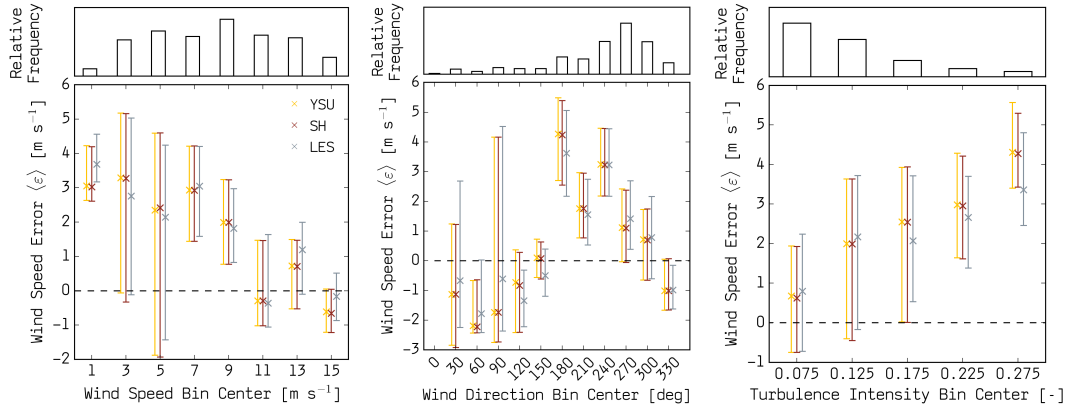 Relative
Frequency
Wind Speed Error ⟨ε⟩ [m s⁻¹]
6
5
4
3
2
1
0
−1
−2
YSU
SH
LES
1 3 5 7 9 11 13 15
Wind Speed Bin Center [m s⁻¹]
Relative
Frequency
Wind Speed Error ⟨ε⟩ [m s⁻¹]
6
5
4
3
2
1
0
−1
−2
−3
0 30 60 90 120 150 180 210 240 270 300 330
Wind Direction Bin Center [deg]
Relative
Frequency
Wind Speed Error ⟨ε⟩ [m s⁻¹]
6
5
4
3
2
1
0
−1
0.075 0.125 0.175 0.225 0.275
Turbulence Intensity Bin Center [-]